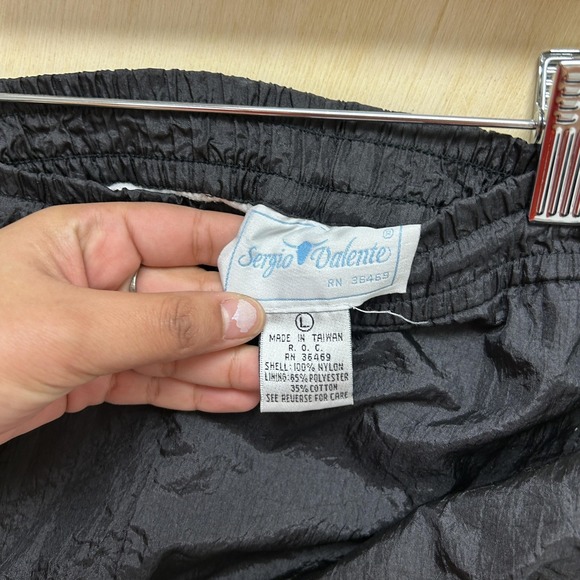 Sergio Valente ®
RN 36469
L
MADE IN TAIWAN
R. O. C.
RN 36469
SHELL: 100% NYLON
LINING: 65% POLYESTER
35% COTTON
SEE REVERSE FOR CARE